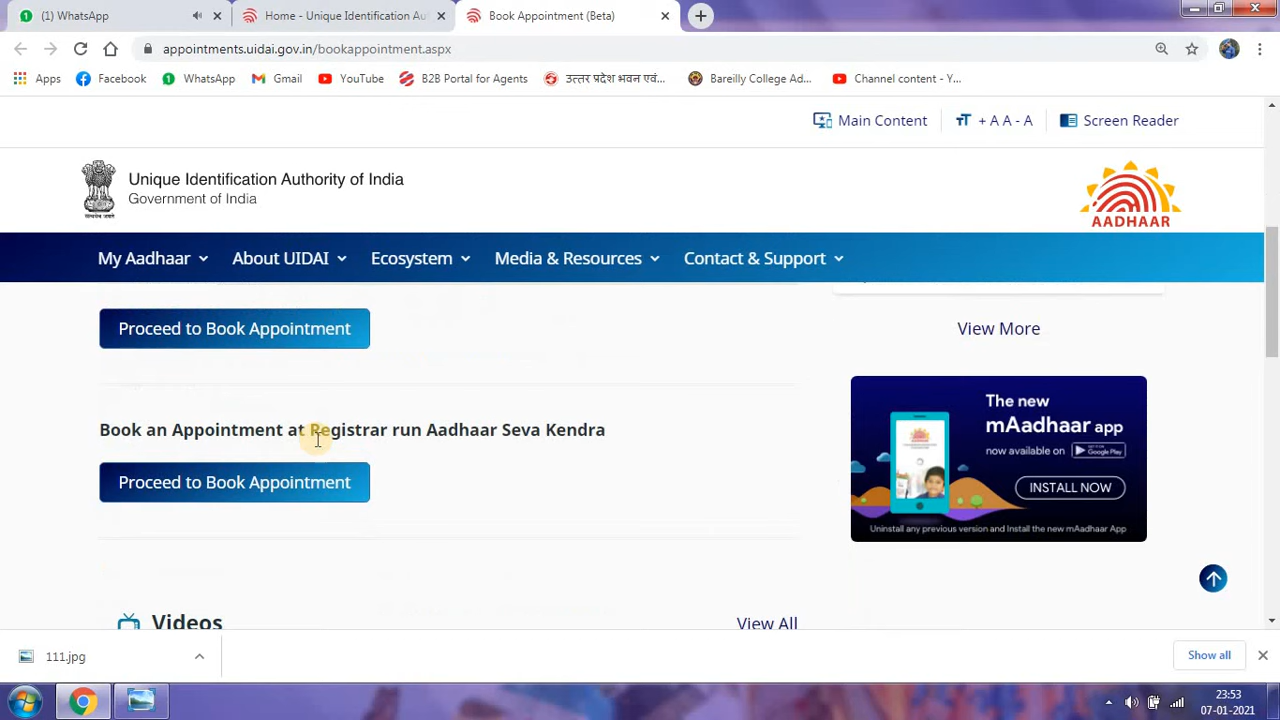 (1) WhatsApp
Home - Unique Identification Au
Book Appointment (Beta)
appointments.uidai.gov.in/bookappointment.aspx
Apps
Facebook
WhatsApp
Gmail
YouTube
B2B Portal for Agents
उत्तर प्रदेश भवन एवं...
Bareilly College Ad...
Channel content - Y...
Main Content
+ A A - A
Screen Reader
Unique Identification Authority of India
Government of India
AADHAAR
My Aadhaar
About UIDAI
Ecosystem
Media & Resources
Contact & Support
Proceed to Book Appointment
View More
Book an Appointment at Registrar run Aadhaar Seva Kendra
Proceed to Book Appointment
The new
mAadhaar app
now available on Google Play
INSTALL NOW
Uninstall any previous version and Install the new mAadhaar App
Videos
View All
111.jpg
Show all
23:53
07-01-2021